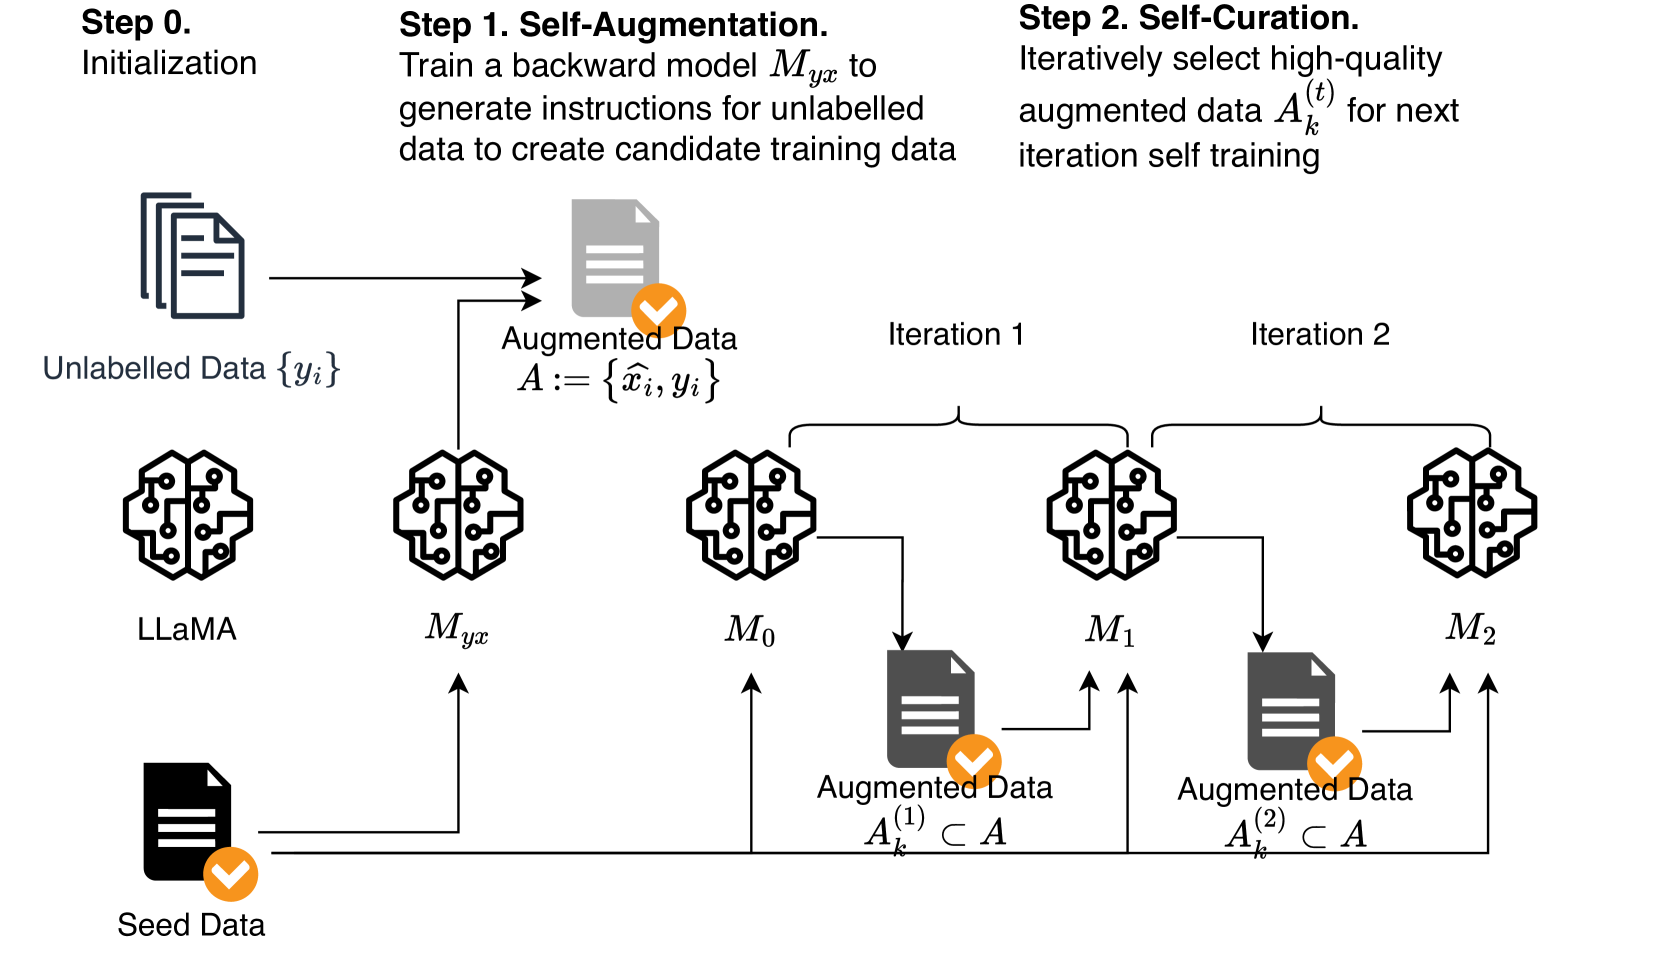 Step 0.
Initialization
Step 1. Self-Augmentation.
Train a backward model $M_{yx}$ to
generate instructions for unlabelled
data to create candidate training data
Step 2. Self-Curation.
Iteratively select high-quality
augmented data $A_k^{(t)}$ for next
iteration self training
Unlabelled Data $\{y_i\}$
Augmented Data
$A := \{\widehat{x}_i, y_i\}$
Iteration 1
Iteration 2
LLaMA
$M_{yx}$
$M_0$
$M_1$
$M_2$
Augmented Data
$A_k^{(1)} \subset A$
Augmented Data
$A_k^{(2)} \subset A$
Seed Data